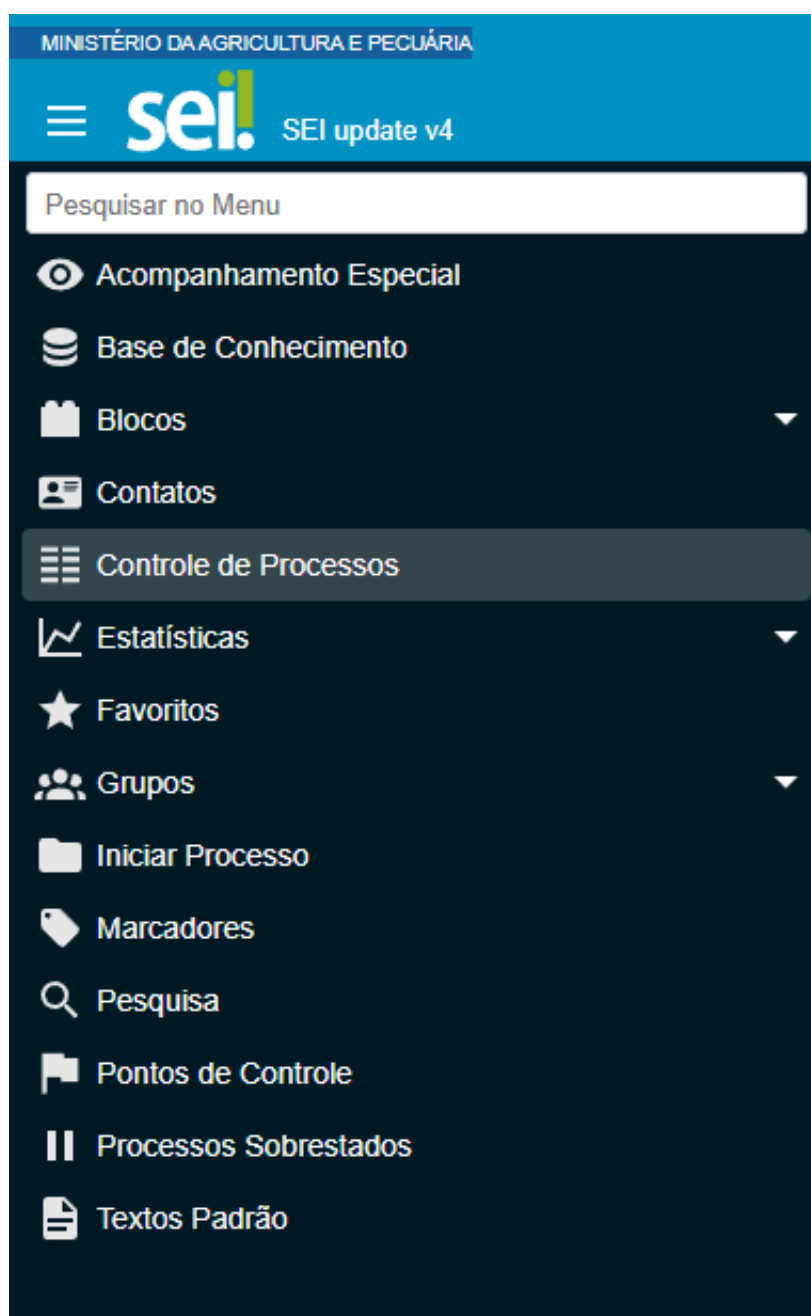 MINISTÉRIO DA AGRICULTURA E PECUÁRIA
sei! SEI update v4
Pesquisar no Menu
Acompanhamento Especial
Base de Conhecimento
Blocos
Contatos
Controle de Processos
Estatísticas
Favoritos
Grupos
Iniciar Processo
Marcadores
Pesquisa
Pontos de Controle
Processos Sobrestados
Textos Padrão